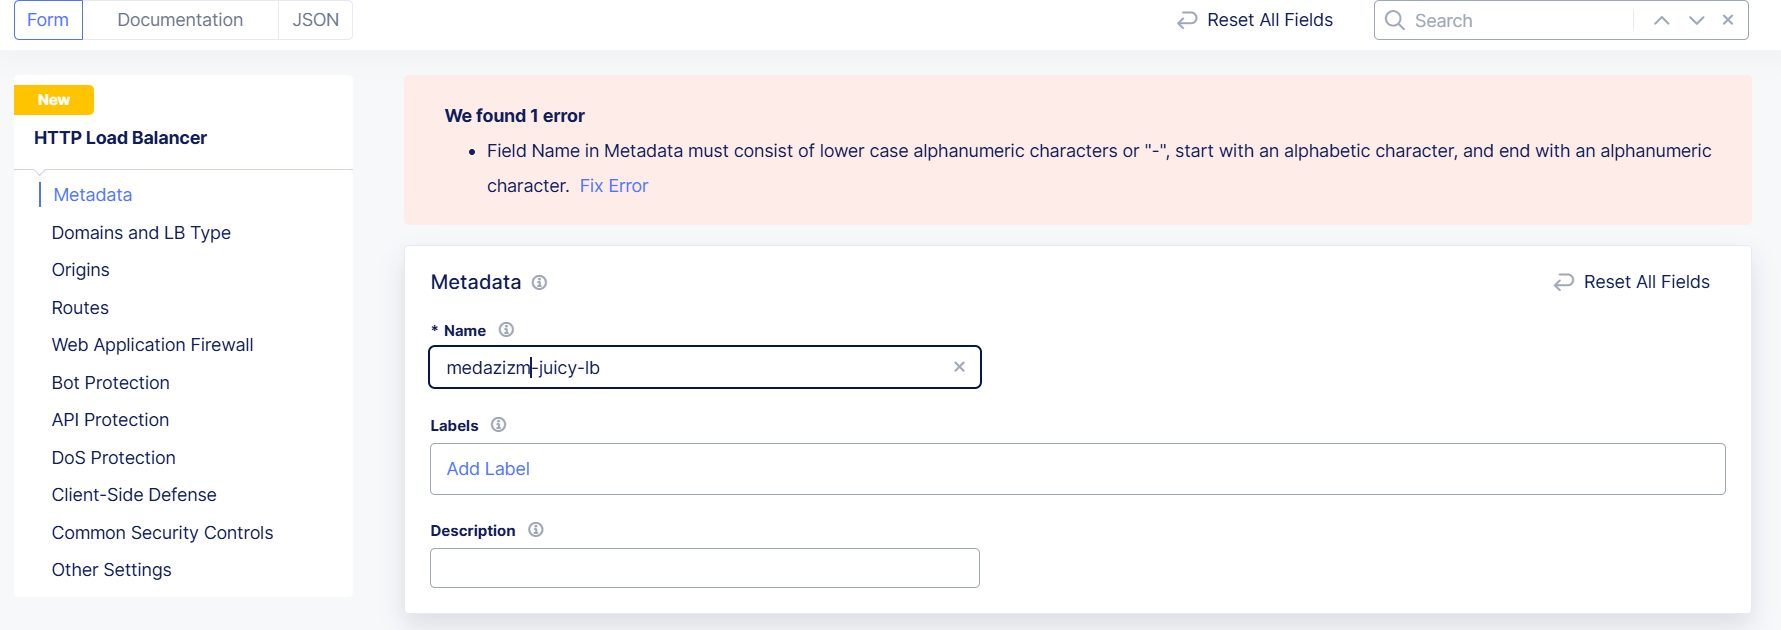 Form
Documentation
JSON
Reset All Fields
Search
New
HTTP Load Balancer
Metadata
Domains and LB Type
Origins
Routes
Web Application Firewall
Bot Protection
API Protection
DoS Protection
Client-Side Defense
Common Security Controls
Other Settings
We found 1 error
• Field Name in Metadata must consist of lower case alphanumeric characters or "-", start with an alphabetic character, and end with an alphanumeric
character. Fix Error
Metadata
Reset All Fields
* Name
medazizm-juicy-lb
Labels
Add Label
Description